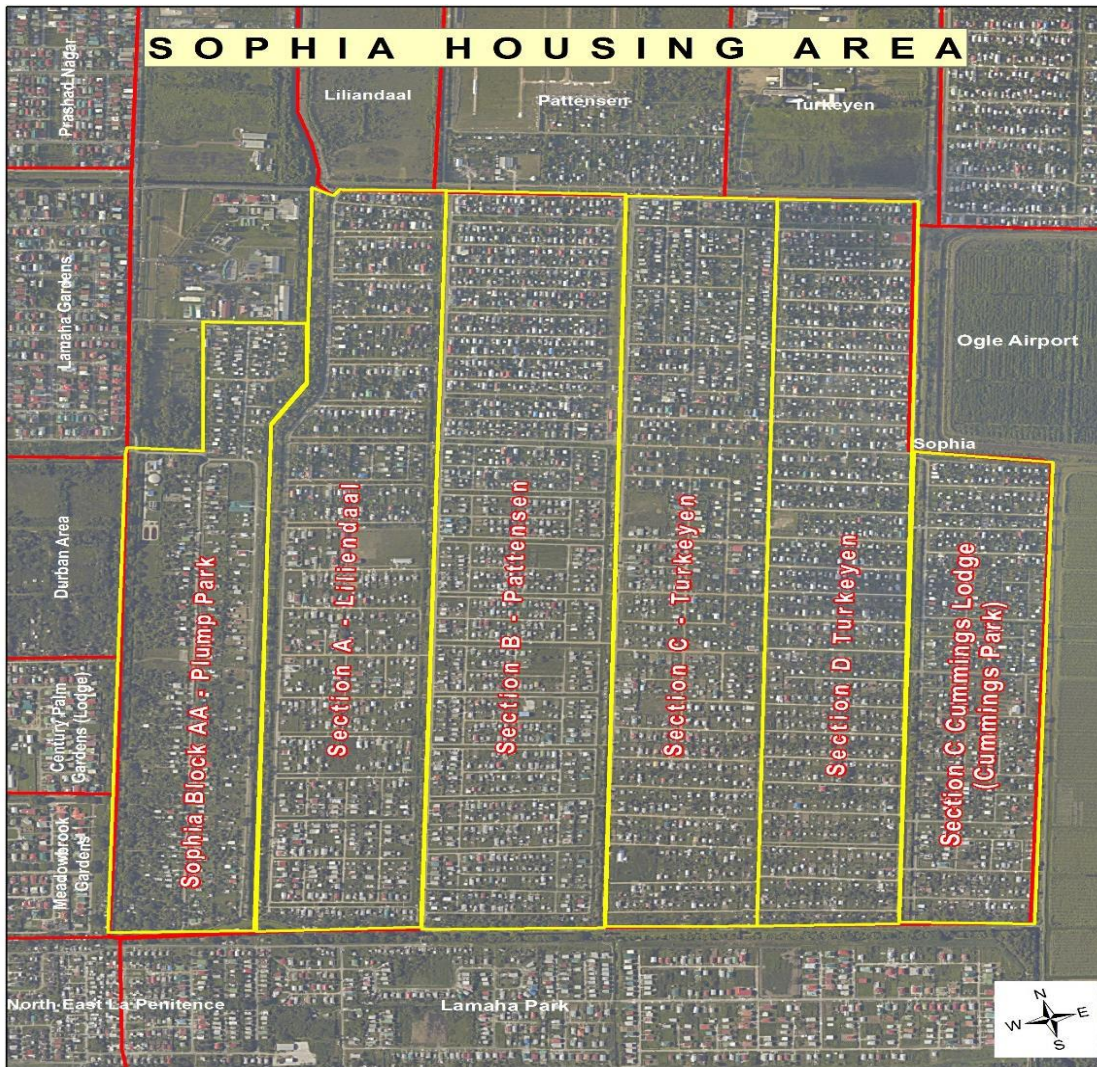 SOPHIA HOUSING AREA
Prashad Nagar
Liliandaal
Pattensen
Turkeyen
Lamaha Gardens
Ogle Airport
Sophia
Durban Area
Sophia Block AA - Plump Park
Section A - Liliendaal
Section B - Pattensen
Section C - Turkeyen
Section D Turkeyen
Section C Cummings Lodge
(Cummings Park)
Century Palm
Gardens (Lodge)
Meadowbrook
Gardens
North East La Penitence
Lamaha Park
N
W
E
S